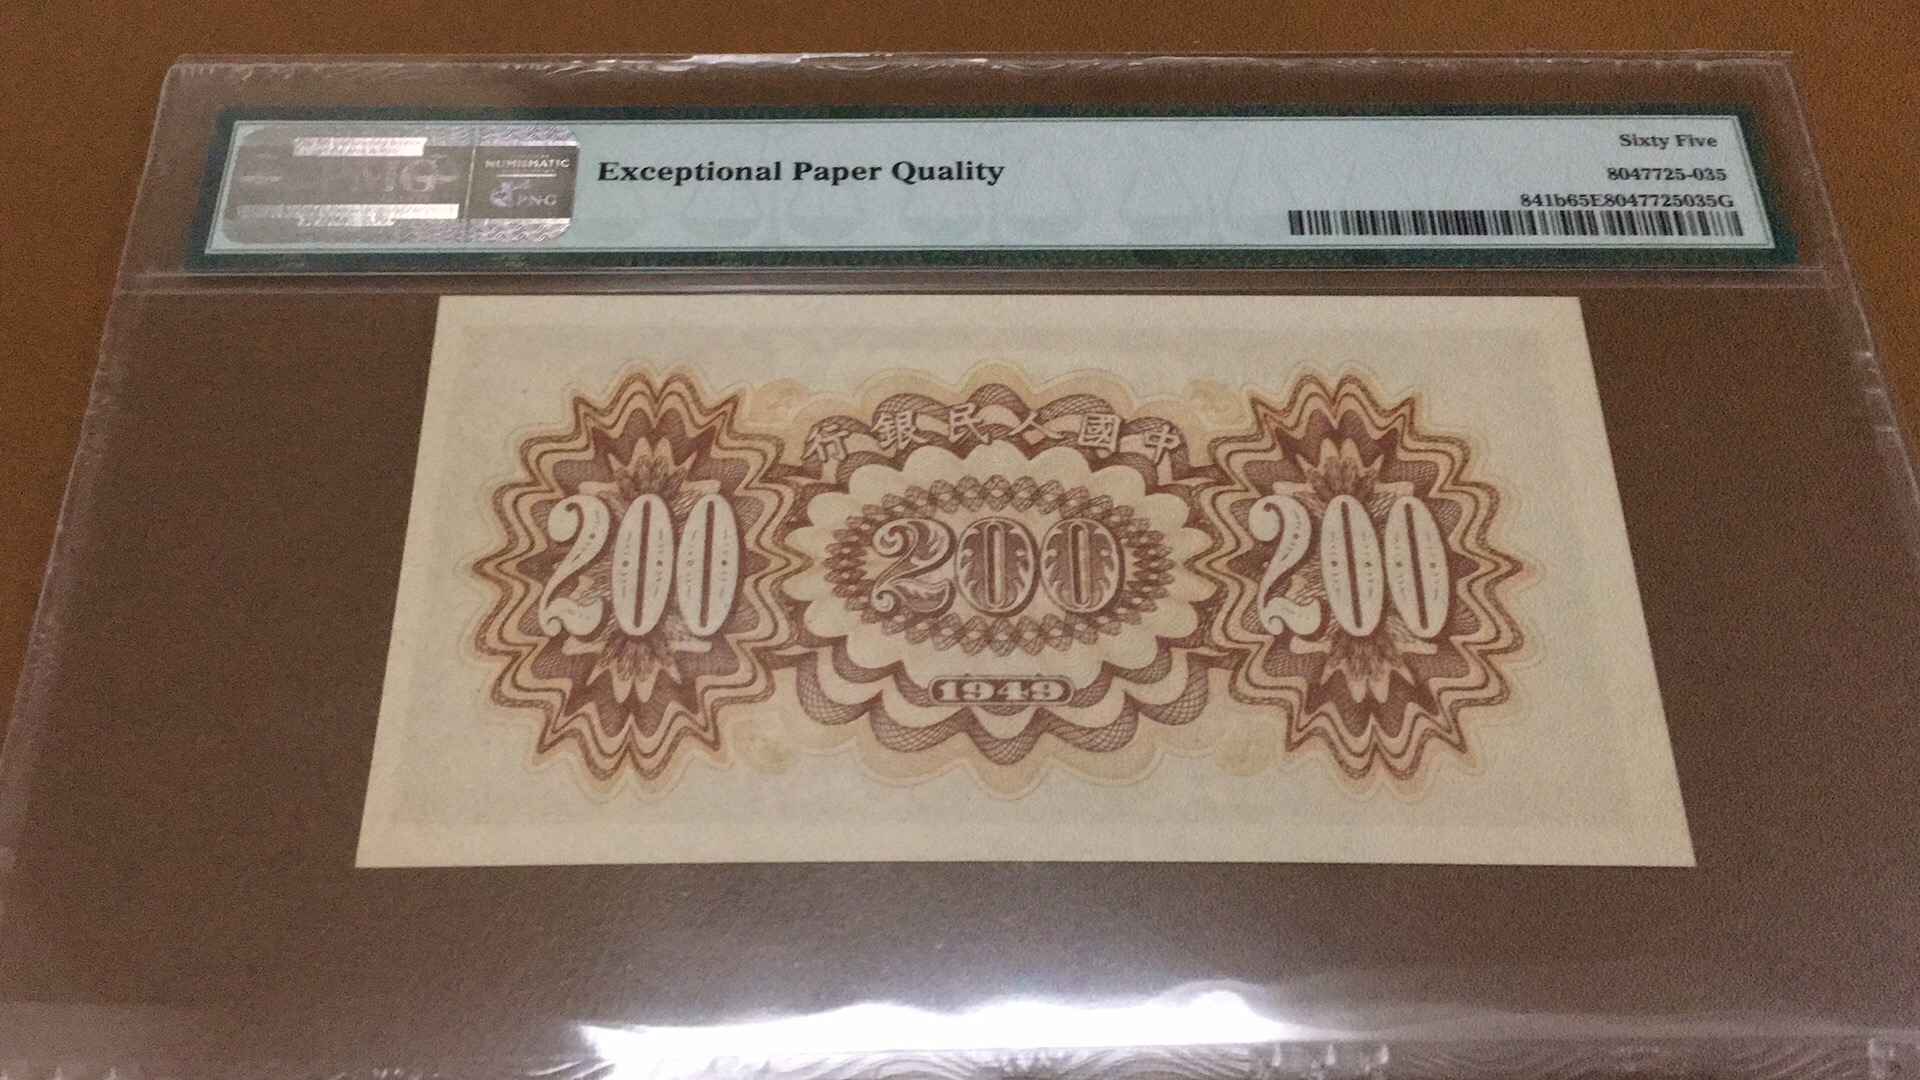 PMG
NUMISMATIC
PNG
Exceptional Paper Quality
Sixty Five
8047725-035
841b65E8047725035G
中國人民銀行
200 200 200
1949